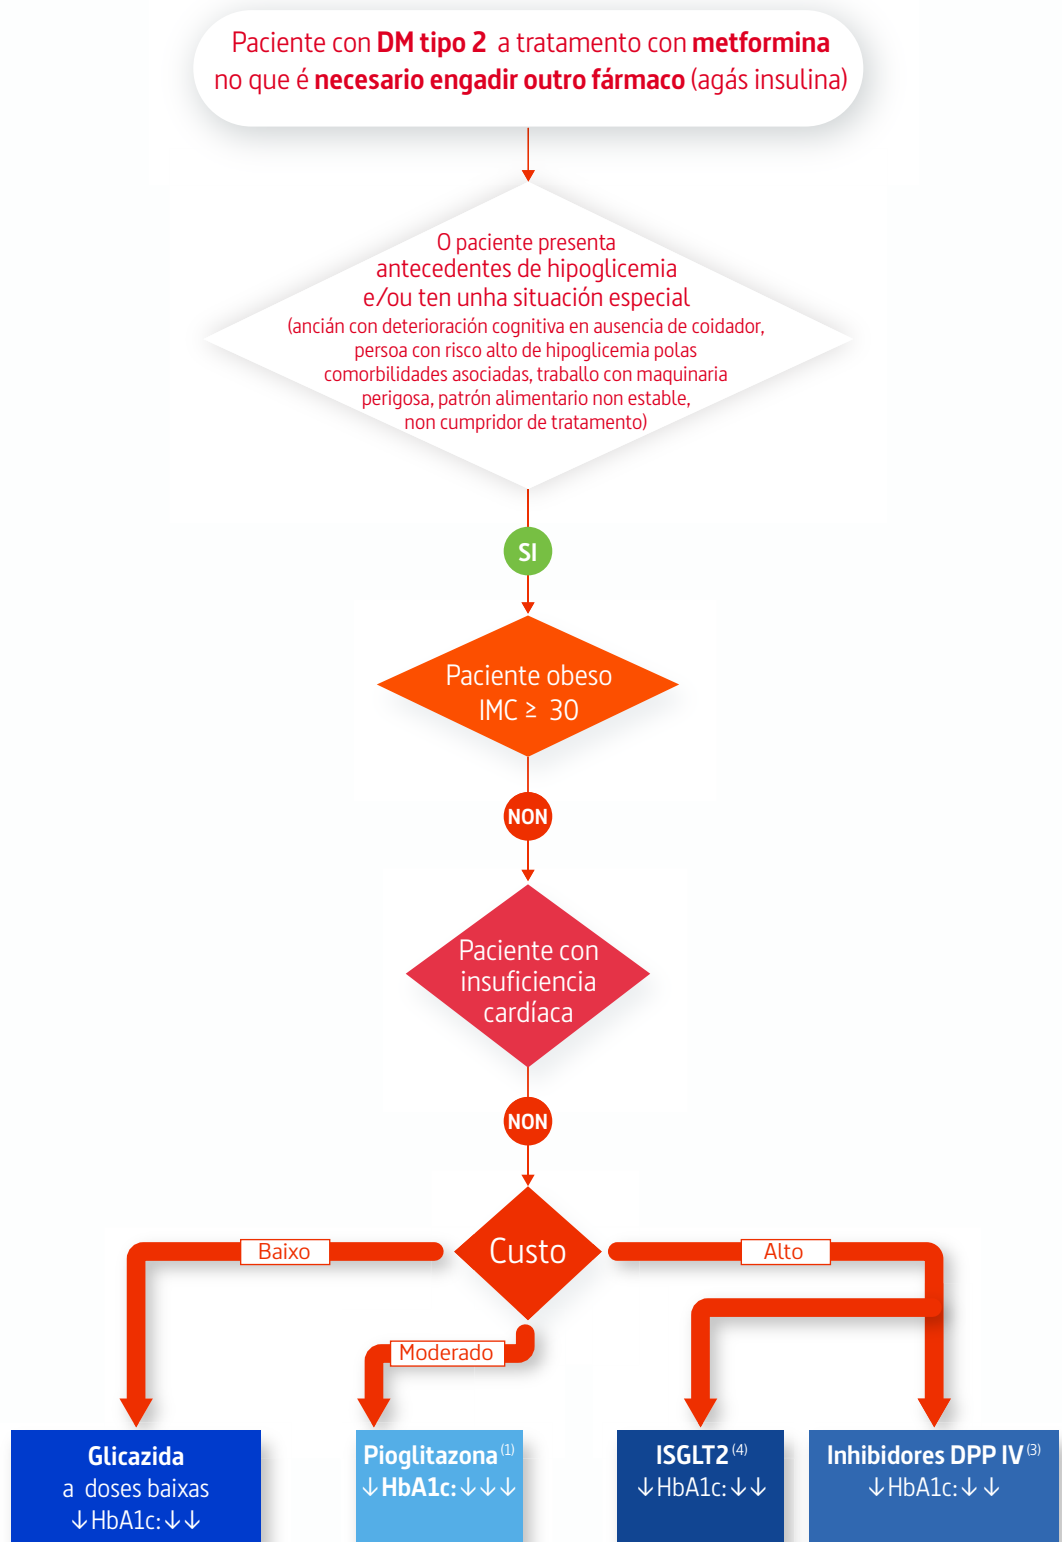 Paciente con DM tipo 2 a tratamento con metformina
no que é necesario engadir outro fármaco (agás insulina)
O paciente presenta
antecedentes de hipoglicemia
e/ou ten unha situación especial
(ancián con deterioración cognitiva en ausencia de coidador,
persoa con risco alto de hipoglicemia polas
comorbilidades asociadas, traballo con maquinaria
perigosa, patrón alimentario non estable,
non cumpridor de tratamento)
SI
Paciente obeso
IMC ≥ 30
NON
Paciente con
insuficiencia
cardíaca
NON
Custo
Baixo
Alto
Moderado
Glicazida
a doses baixas
↓HbA1c:↓↓
Pioglitazona (1)
↓HbA1c:↓↓↓
ISGLT2 (4)
↓HbA1c:↓↓
Inhibidores DPP IV (3)
↓HbA1c:↓↓